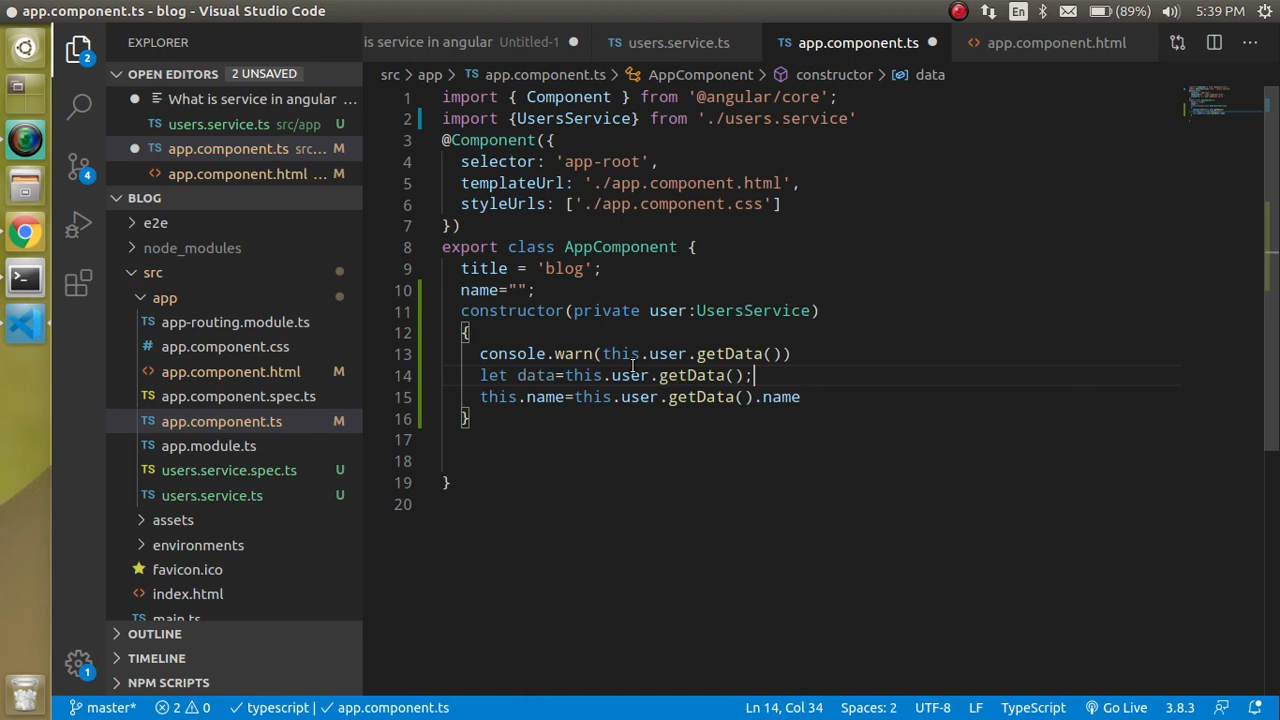 app.component.ts - blog - Visual Studio Code
En
(89%)
5:39 PM
EXPLORER
is service in angular Untitled-1
users.service.ts
app.component.ts
app.component.html
OPEN EDITORS 2 UNSAVED
What is service in angular ...
users.service.ts src/app U
app.component.ts src... M
app.component.html ... M
BLOG
e2e
node_modules
src
app
app-routing.module.ts
app.component.css
app.component.html M
app.component.spec.ts
app.component.ts M
app.module.ts
users.service.spec.ts U
users.service.ts U
assets
environments
favicon.ico
index.html
main.ts
OUTLINE
TIMELINE
NPM SCRIPTS
2
4
1
src > app > TS app.component.ts > AppComponent > constructor > data
1 import { Component } from '@angular/core';
2 import {UsersService} from './users.service'
3 @Component({
4 selector: 'app-root',
5 templateUrl: './app.component.html',
6 styleUrls: ['./app.component.css']
7 })
8 export class AppComponent {
9 title = 'blog';
10 name="";
11 constructor(private user:UsersService)
12 {
13 console.warn(this.user.getData())
14 let data=this.user.getData();
15 this.name=this.user.getData().name
16 }
17
18
19 }
20
master* 2 0 typescript | app.component.ts Ln 14, Col 34 Spaces: 2 UTF-8 LF TypeScript Go Live 3.8.3